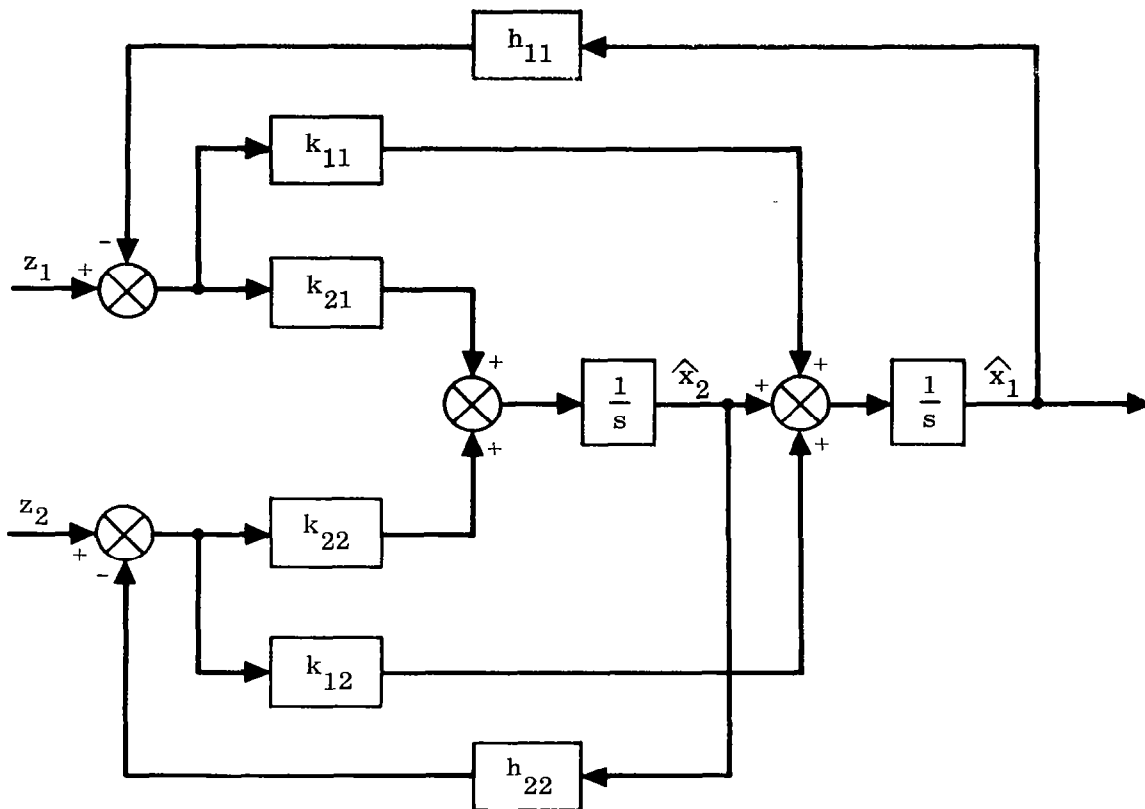 h11
k11
-
z1 +
k21
+
+
1/s
x̂2
+
+
+
1/s
x̂1
+
z2
+
-
k22
k12
h22